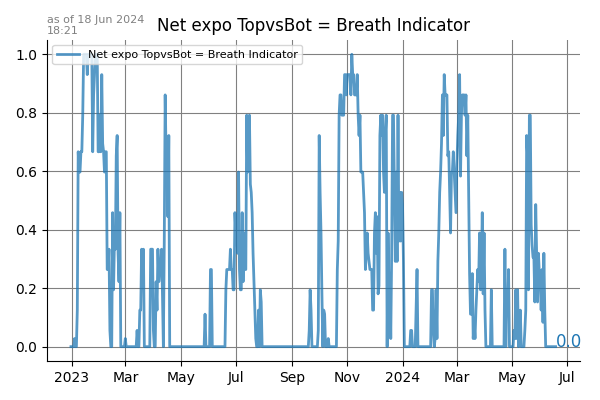 as of 18 Jun 2024
18:21
Net expo TopvsBot = Breath Indicator
Net expo TopvsBot = Breath Indicator
1.0
0.8
0.6
0.4
0.2
0.0
0.0
2023 Mar May Jul Sep Nov 2024 Mar May Jul